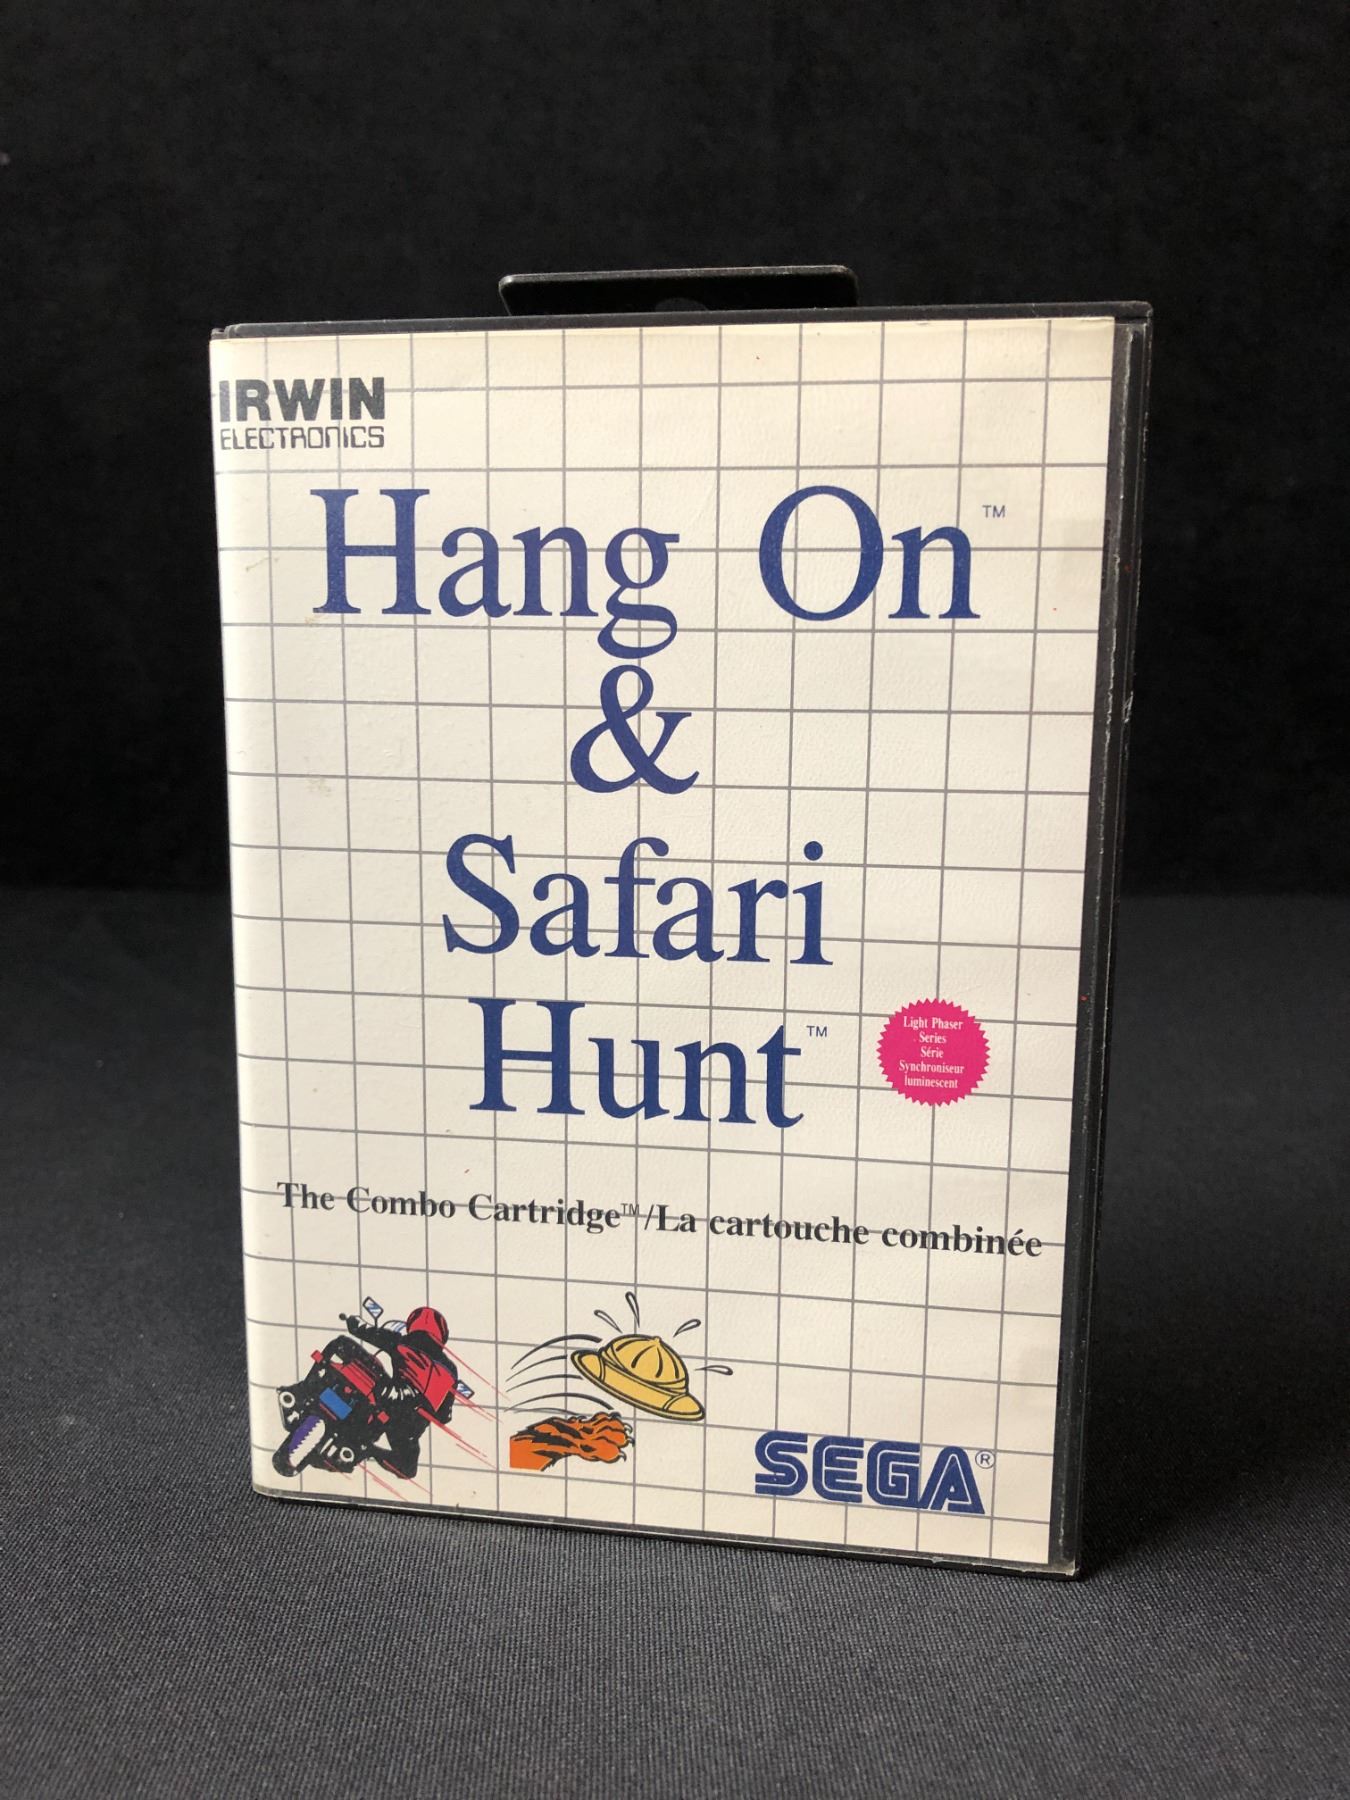 IRWIN
ELECTRONICS
Hang On™
&
Safari
Hunt™
Light Phaser
Series
Série
Synchroniseur
luminescent
The Combo Cartridge™/La cartouche combinée
SEGA®